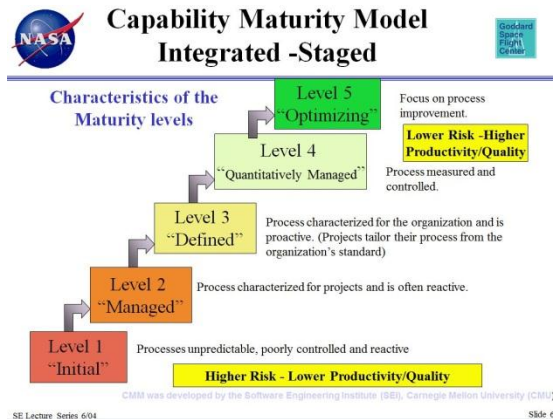 NASA
Capability Maturity Model
Integrated -Staged
Goddard
Space
Flight
Center
Characteristics of the
Maturity levels
Level 5
“Optimizing”
Focus on process
improvement.
Lower Risk -Higher
Productivity/Quality
Level 4
“Quantitatively Managed”
Process measured and
controlled.
Level 3
“Defined”
Process characterized for the organization and is
proactive. (Projects tailor their process from the
organization’s standard)
Level 2
“Managed”
Process characterized for projects and is often reactive.
Level 1
“Initial”
Processes unpredictable, poorly controlled and reactive
Higher Risk - Lower Productivity/Quality
CMM was developed by the Software Engineering Institute (SEI), Carnegie Mellon University (CMU
SE Lecture Series 6/04
Slide 6